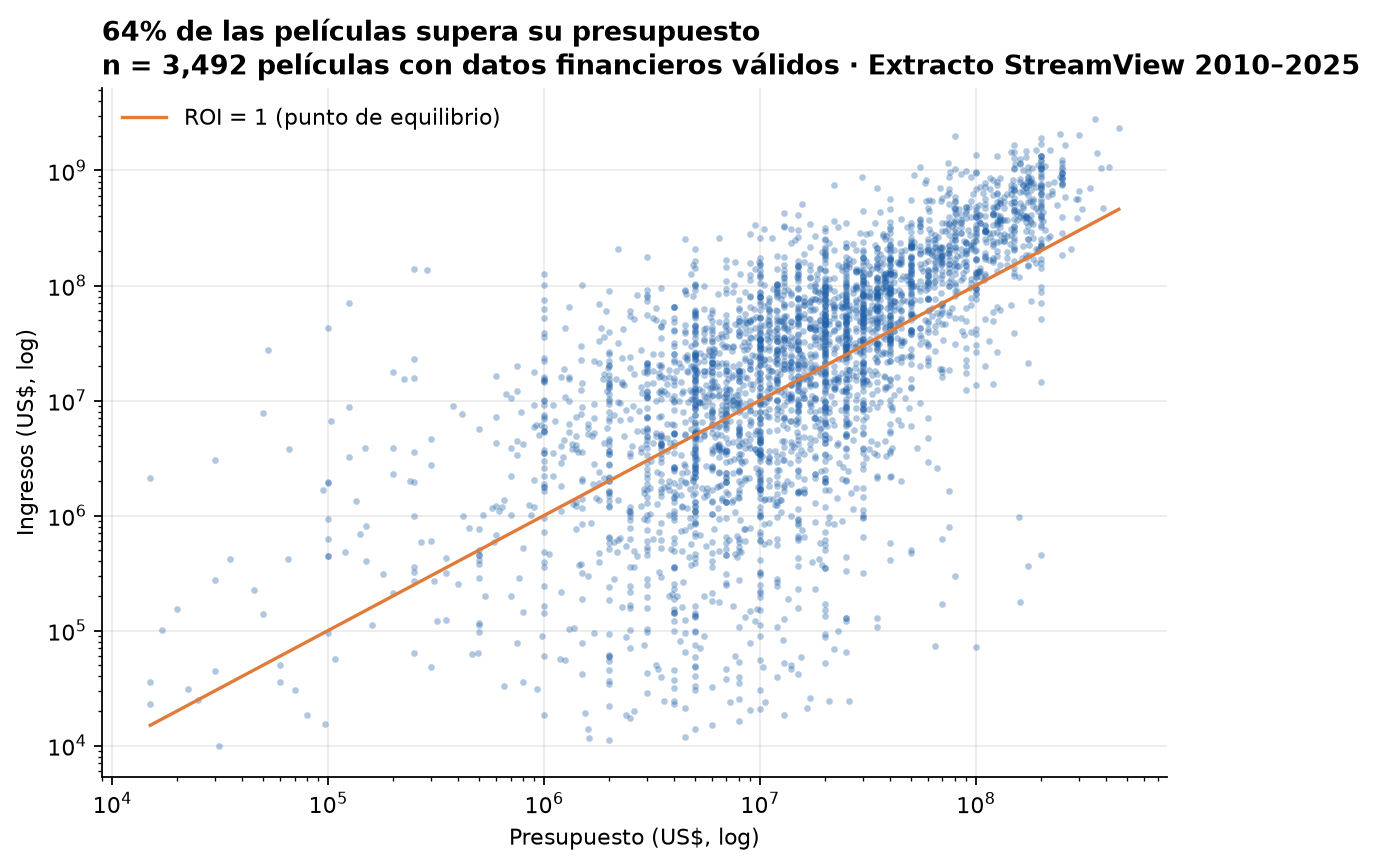 64% de las películas supera su presupuesto
n = 3,492 películas con datos financieros válidos · Extracto StreamView 2010–2025
ROI = 1 (punto de equilibrio)
Ingresos (US$, log)
10⁹
10⁸
10⁷
10⁶
10⁵
10⁴
10⁴ 10⁵ 10⁶ 10⁷ 10⁸
Presupuesto (US$, log)